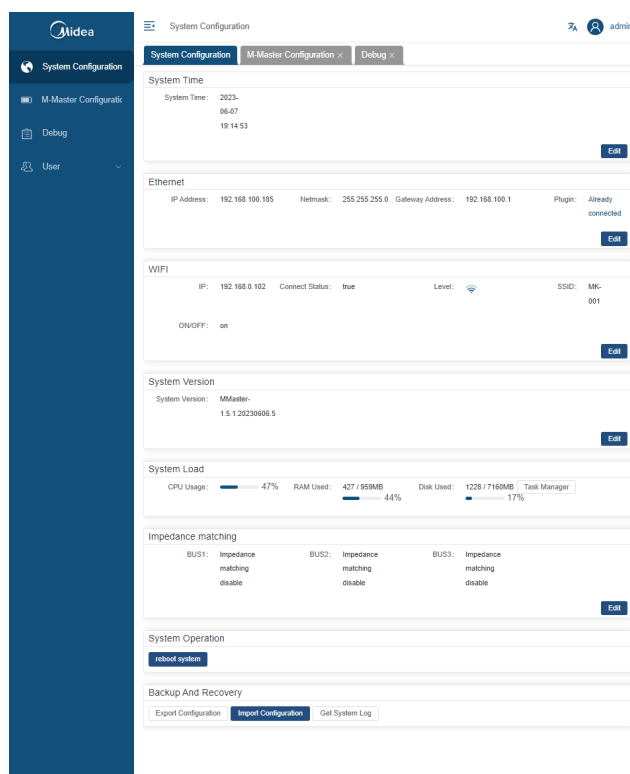 Midea
System Configuration
admin
System Configuration
M-Master Configuratic
Debug
User
System Configuration M-Master Configuration × Debug ×
System Time
System Time: 2023-
06-07
19:14:53
Edit
Ethernet
IP Address: 192.168.100.185 Netmask: 255.255.255.0 Gateway Address: 192.168.100.1 Plugin: Already
connected
Edit
WIFI
IP: 192.168.0.102 Connect Status: true Level: SSID: MK-
001
ON/OFF: on
Edit
System Version
System Version: MMaster-
1.5.1.20230606.5
Edit
System Load
CPU Usage: 47% RAM Used: 427 / 959MB Disk Used: 1228 / 7160MB Task Manager
44% 17%
Impedance matching
BUS1: Impedance BUS2: Impedance BUS3: Impedance
matching matching matching
disable disable disable
Edit
System Operation
reboot system
Backup And Recovery
Export Configuration Import Configuration Get System Log